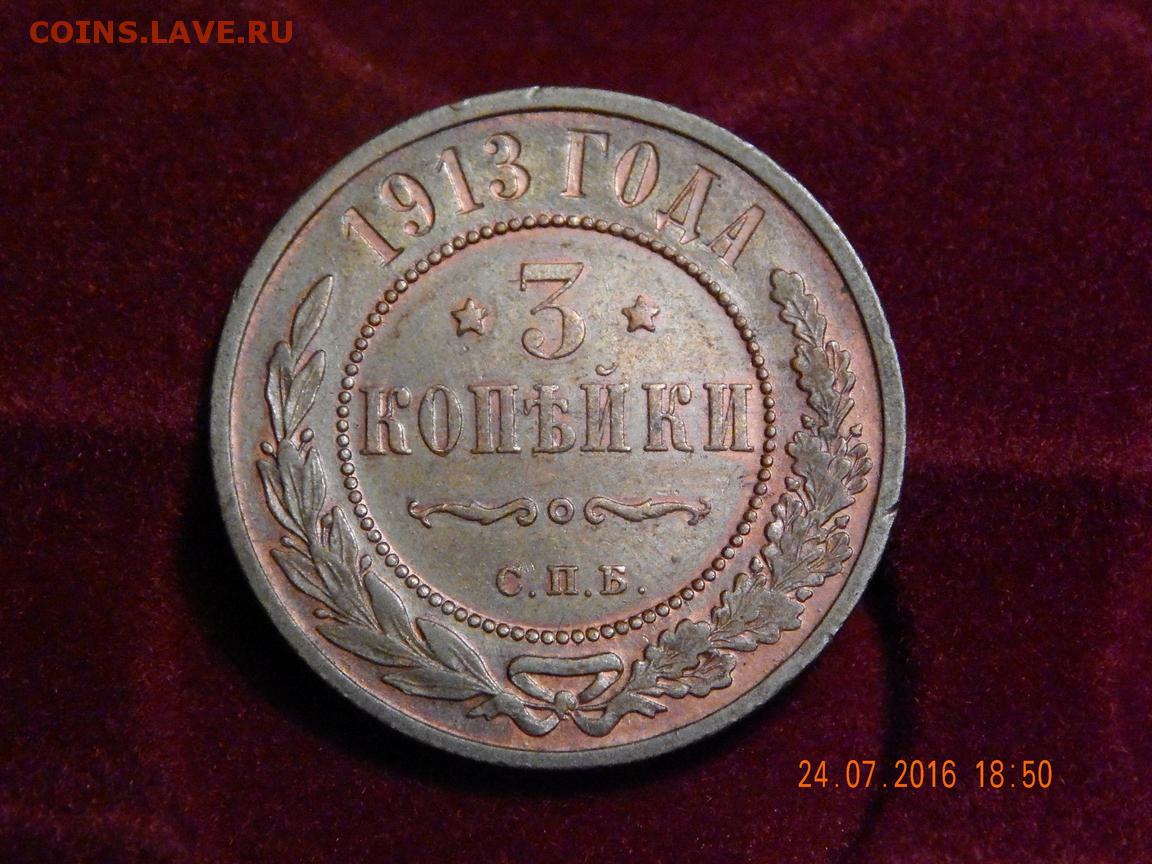 COINS.LAVE.RU
1913 ГОДА
3
КОПѢЙКИ
С.П.Б.
24.07.2016 18:50